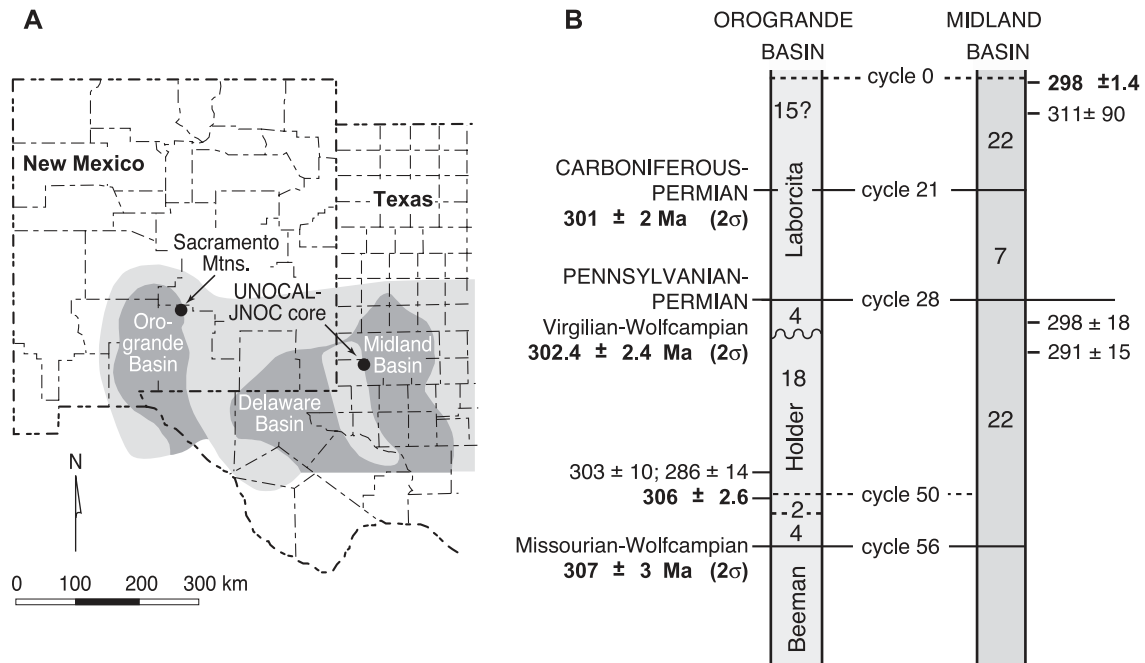 A
New Mexico
Texas
Sacramento
Mtns.
UNOCAL-
JNOC core
Oro-
grande
Basin
Midland
Basin
Delaware
Basin
N
0 100 200 300 km
B
OROGRANDE
BASIN
MIDLAND
BASIN
cycle 0
298 ±1.4
15?
311± 90
22
CARBONIFEROUS-
PERMIAN
cycle 21
301 ± 2 Ma (2σ)
Laborcita
7
PENNSYLVANIAN-
PERMIAN
cycle 28
4
298 ± 18
Virgilian-Wolfcampian
302.4 ± 2.4 Ma (2σ)
291 ± 15
18
22
Holder
303 ± 10; 286 ± 14
306 ± 2.6
cycle 50
2
4
Missourian-Wolfcampian
cycle 56
307 ± 3 Ma (2σ)
Beeman